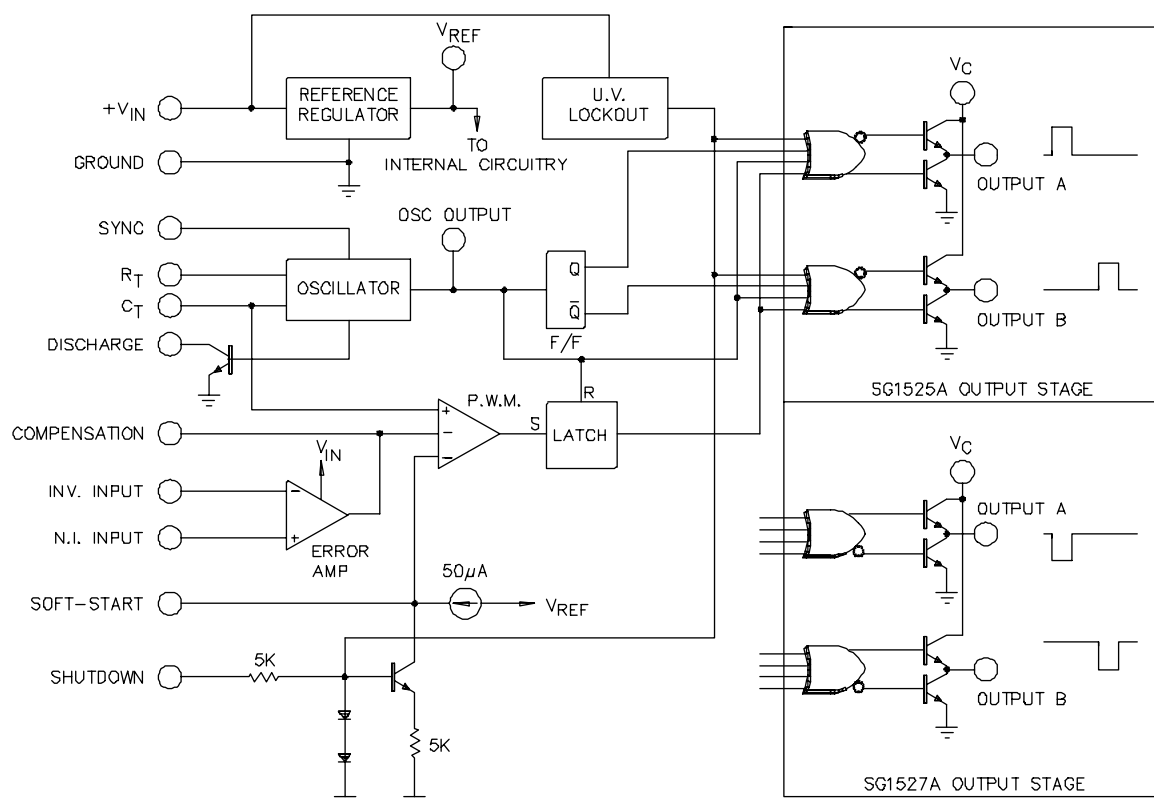 V_REF
+V_IN
REFERENCE
REGULATOR
U.V.
LOCKOUT
V_C
TO
INTERNAL CIRCUITRY
GROUND
OUTPUT A
SYNC
OSC OUTPUT
R_T
OSCILLATOR
Q
C_T
Q̅
OUTPUT B
DISCHARGE
F/F
SG1525A OUTPUT STAGE
P.W.M.
R
+
COMPENSATION
−
S̅
LATCH
−
V_IN
V_C
INV. INPUT
−
OUTPUT A
N.I. INPUT
+
ERROR
AMP
50µA
SOFT-START
V_REF
SHUTDOWN
5K
OUTPUT B
5K
SG1527A OUTPUT STAGE